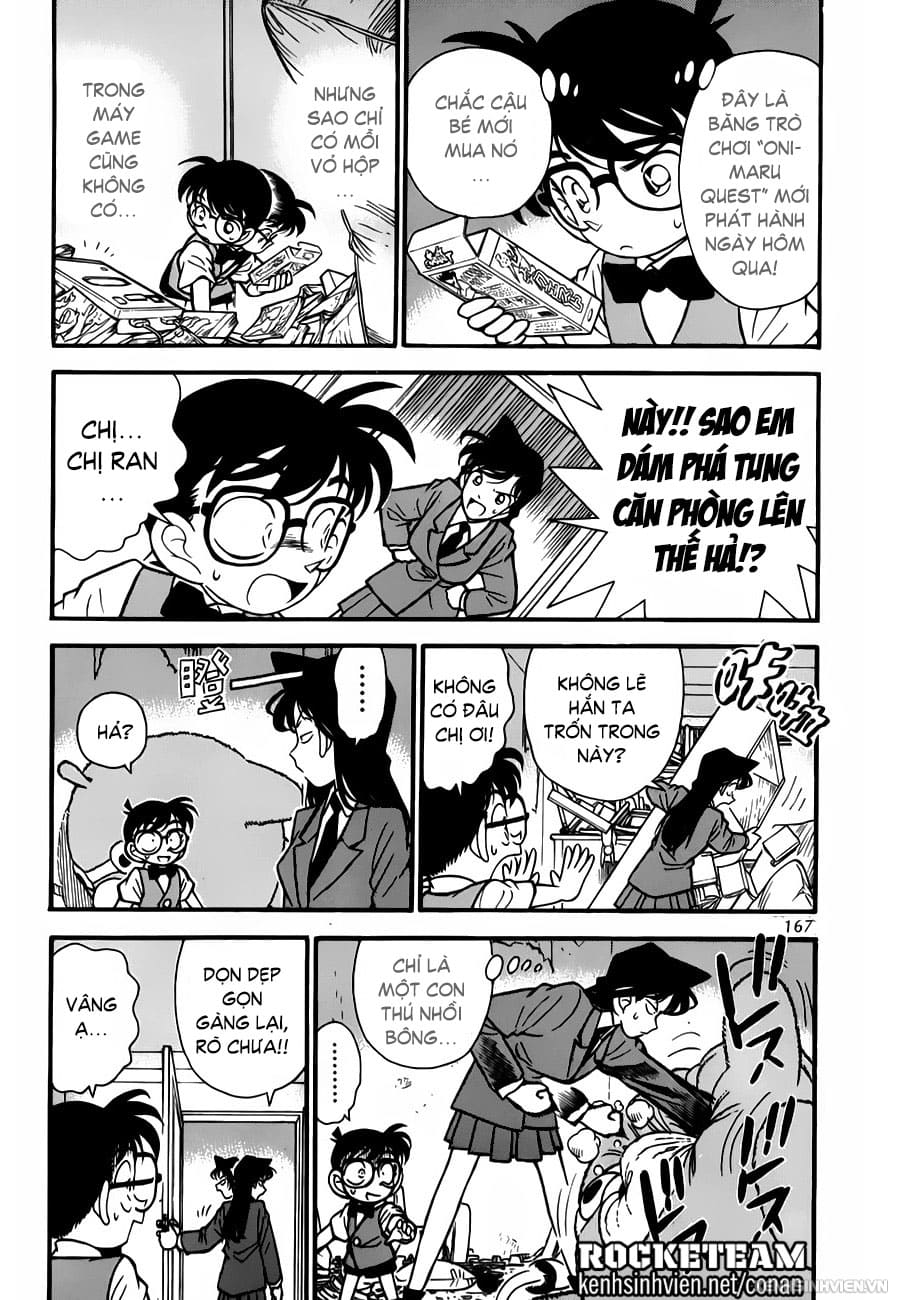 ĐÂY LÀ
BĂNG TRÒ
CHƠI “ONI-
MARU
QUEST” MỚI
PHÁT HÀNH
NGÀY HÔM
QUA!
CHẮC CẬU
BÉ MỚI
MUA NÓ
...
NHƯNG
SAO CHỈ
CÓ MỖI
VỎ HỘP
...
TRONG
MÁY
GAME
CŨNG
KHÔNG
CÓ...
NÀY!! SAO EM
DÁM PHÁ TUNG
CĂN PHÒNG LÊN
THẾ HẢ!?
CHỊ...
CHỊ RAN
...
KHÔNG LẼ
HẮN TA
TRỐN TRONG
NÀY?
KHÔNG
CÓ ĐÂU
CHỊ ƠI!
........
HẢ?
167
CHỈ LÀ
MỘT CON
THÚ NHỒI
BÔNG...
ドスドス
........
DỌN DẸP
GỌN
GÀNG LẠI,
RÕ CHƯA!!
VÂNG
Ạ...
ROCKETEAM
kenhsinhvien.net/conan